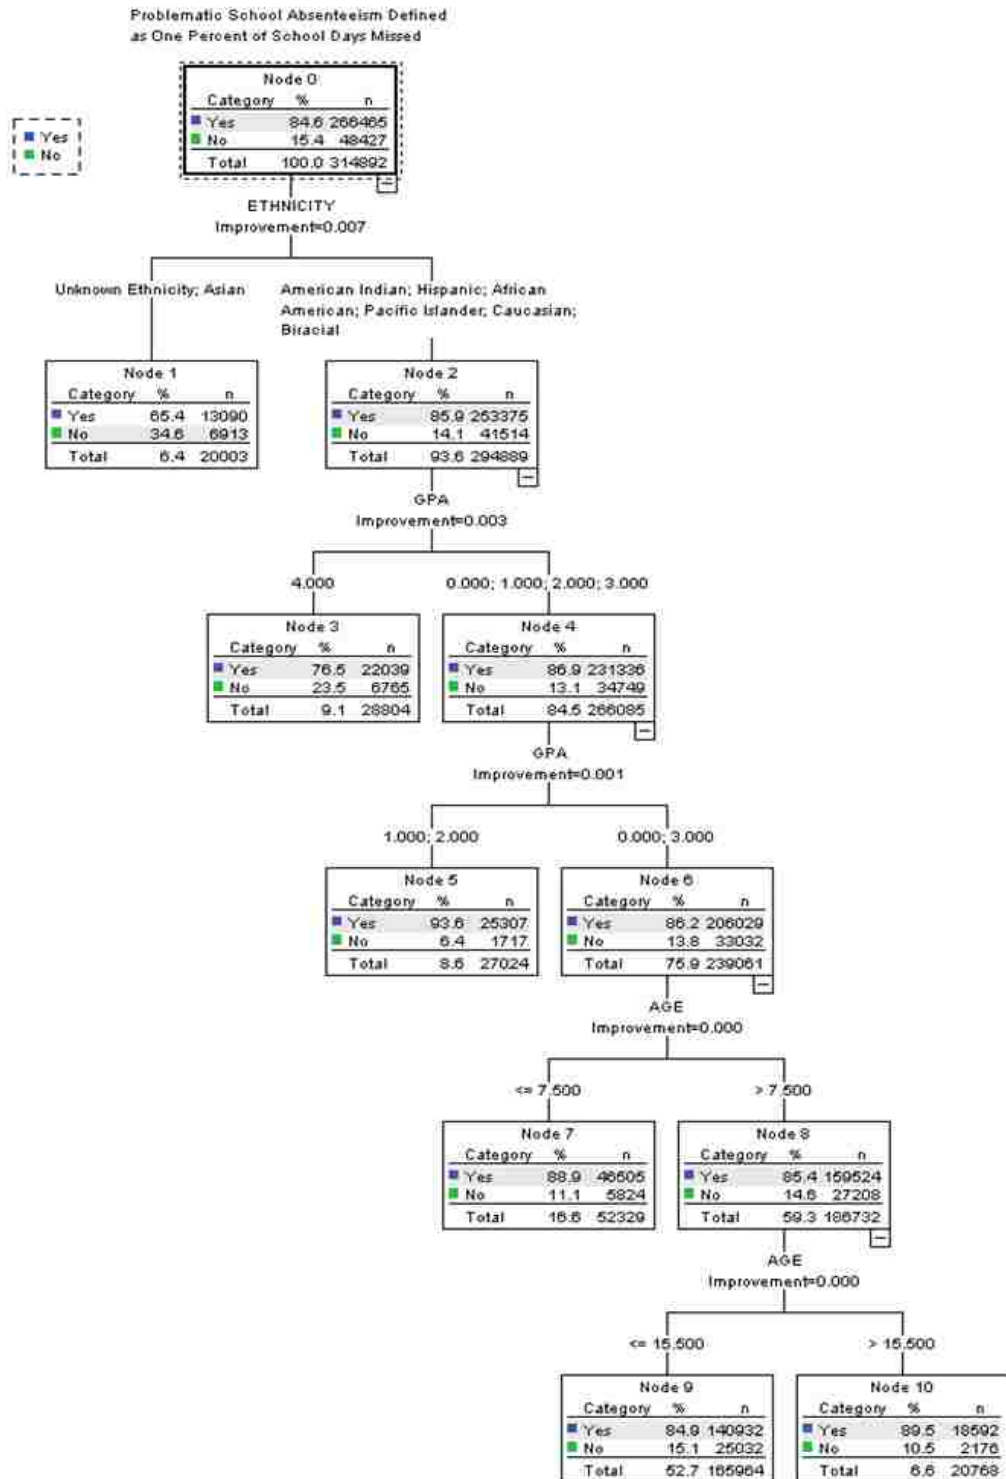 Problematic School Absenteeism Defined
as One Percent of School Days Missed
Yes
No
Node 0
Category % n
Yes 84.6 266465
No 15.4 48427
Total 100.0 314892
ETHNICITY
Improvement=0.007
Unknown Ethnicity; Asian
American Indian; Hispanic; African
American; Pacific Islander; Caucasian;
Biracial
Node 1
Category % n
Yes 65.4 13090
No 34.6 6913
Total 6.4 20003
Node 2
Category % n
Yes 85.9 253375
No 14.1 41514
Total 93.6 294889
GPA
Improvement=0.003
4.000
0.000; 1.000; 2.000; 3.000
Node 3
Category % n
Yes 76.5 22039
No 23.5 6765
Total 9.1 28804
Node 4
Category % n
Yes 86.9 231336
No 13.1 34749
Total 84.5 266085
GPA
Improvement=0.001
1.000; 2.000
0.000; 3.000
Node 5
Category % n
Yes 93.6 25307
No 6.4 1717
Total 8.6 27024
Node 6
Category % n
Yes 86.2 206029
No 13.8 33032
Total 75.9 239061
AGE
Improvement=0.000
<= 7.500
> 7.500
Node 7
Category % n
Yes 88.9 46505
No 11.1 5824
Total 16.6 52329
Node 8
Category % n
Yes 85.4 159524
No 14.6 27208
Total 59.3 186732
AGE
Improvement=0.000
<= 15.500
> 15.500
Node 9
Category % n
Yes 84.9 140932
No 15.1 25032
Total 52.7 165964
Node 10
Category % n
Yes 89.5 18592
No 10.5 2176
Total 6.6 20768